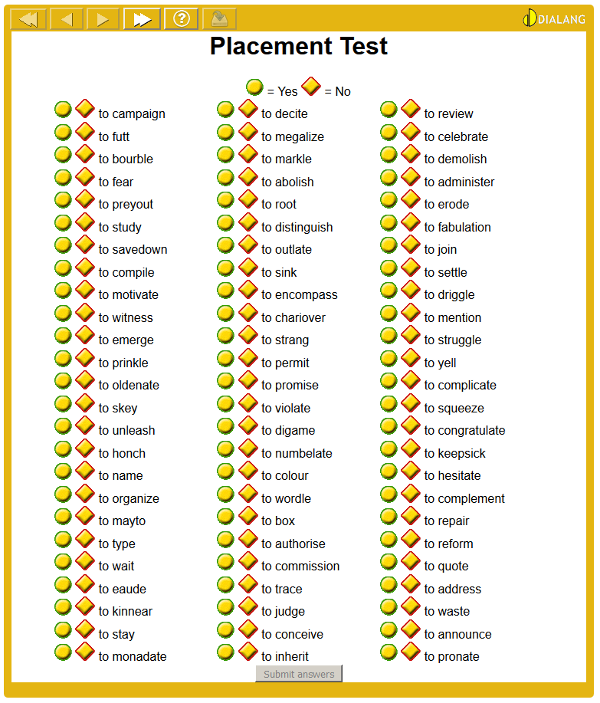 DIALANG
Placement Test
= Yes = No
to campaign to decite to review
to futt to megalize to celebrate
to bourble to markle to demolish
to fear to abolish to administer
to preyout to root to erode
to study to distinguish to fabulation
to savedown to outlate to join
to compile to sink to settle
to motivate to encompass to driggle
to witness to chariover to mention
to emerge to strang to struggle
to prinkle to permit to yell
to oldenate to promise to complicate
to skey to violate to squeeze
to unleash to digame to congratulate
to honch to numbelate to keepsick
to name to colour to hesitate
to organize to wordle to complement
to mayto to box to repair
to type to authorise to reform
to wait to commission to quote
to eaude to trace to address
to kinnear to judge to waste
to stay to conceive to announce
to monadate to inherit to pronate
Submit answers